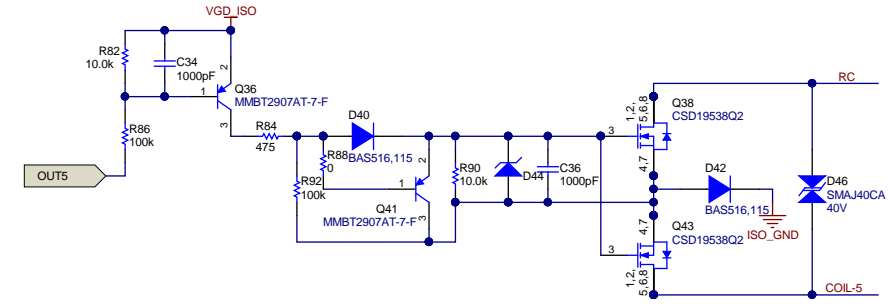 VGD_ISO
R82
10.0k
C34
1000pF
2
1
Q36
MMBT2907AT-7-F
3
R86
100k
OUT5
R84
475
D40
BAS516,115
R88
0
R92
100k
2
1
3
Q41
MMBT2907AT-7-F
R90
10.0k
D44
C36
1000pF
1,2,
5,6,8
Q38
CSD19538Q2
3
4,7
D42
BAS516,115
ISO_GND
4,7
Q43
CSD19538Q2
3
1,2,
5,6,8
RC
D46
SMAJ40CA
40V
COIL-5